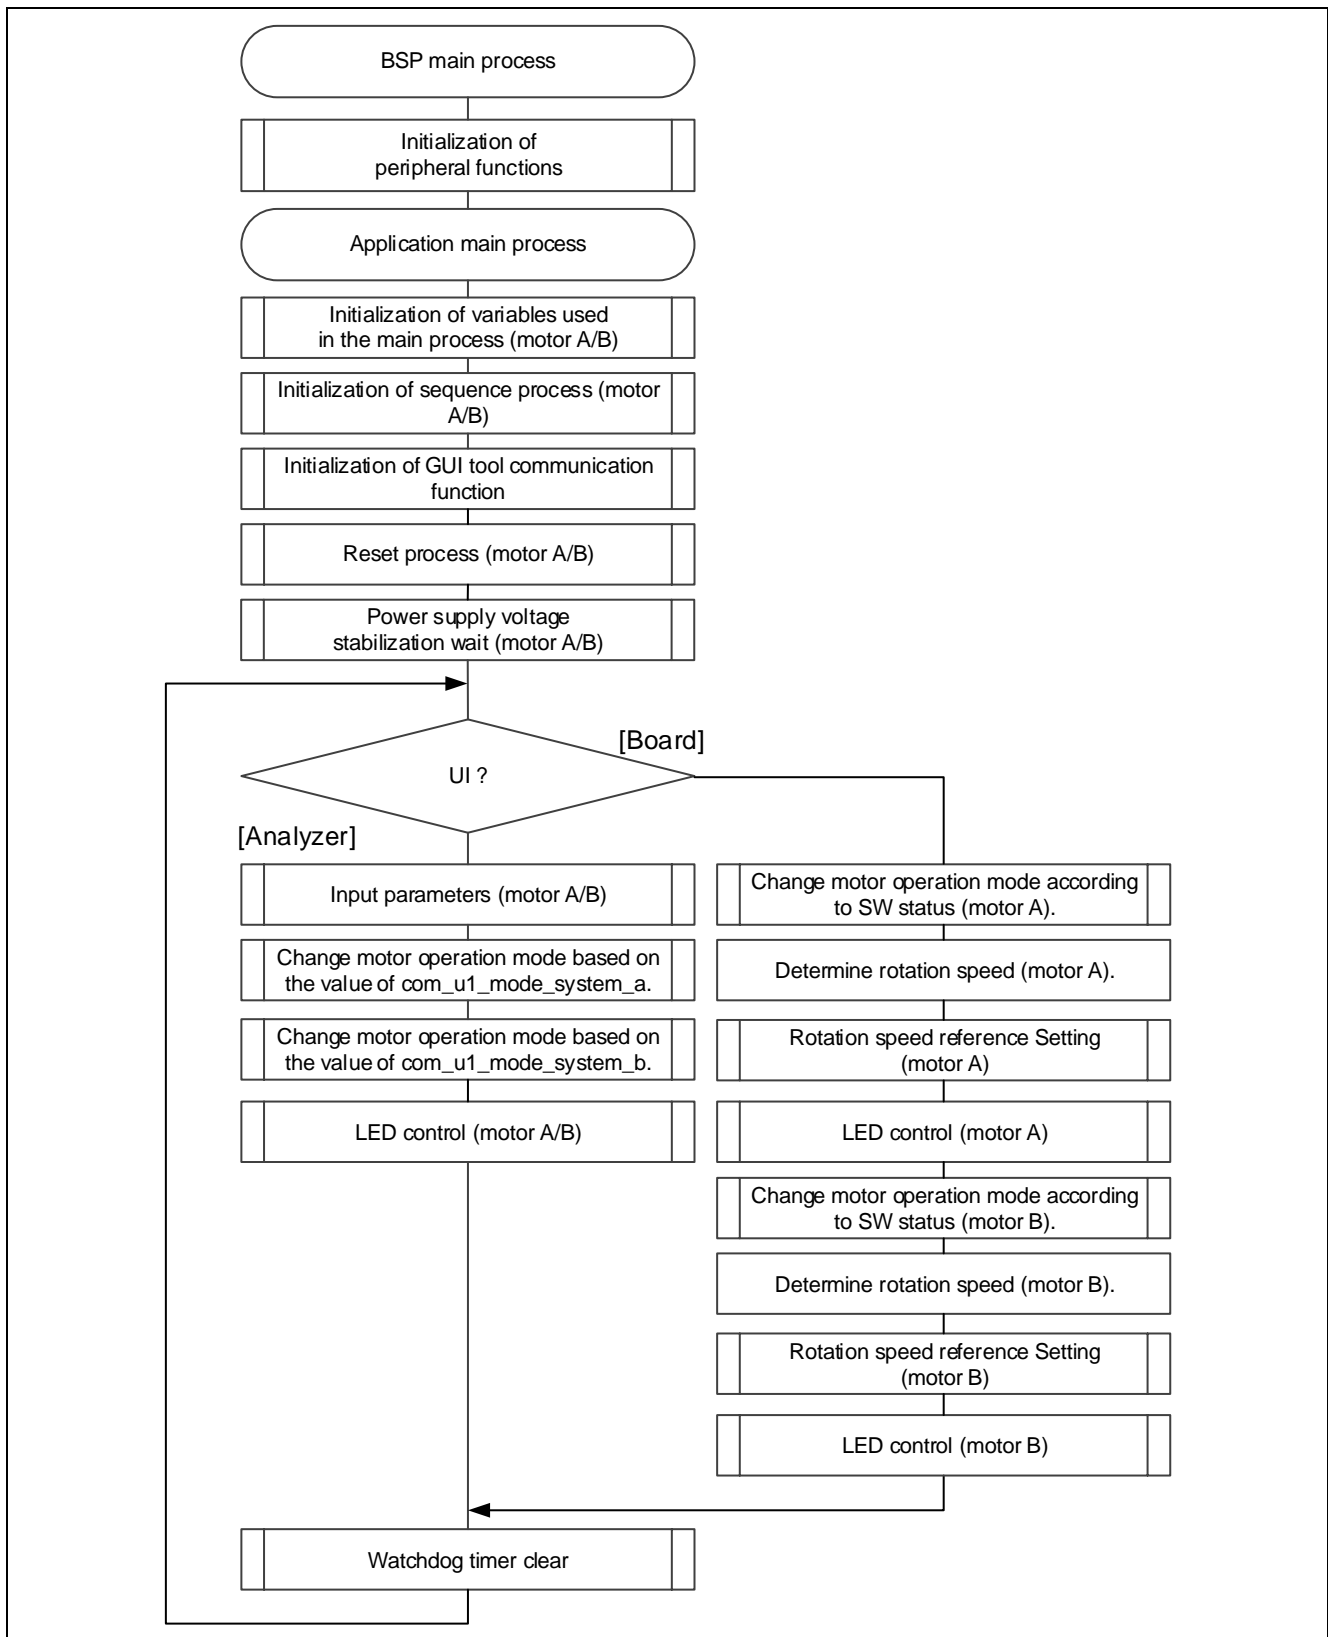 BSP main process
Initialization of
peripheral functions
Application main process
Initialization of variables used
in the main process (motor A/B)
Initialization of sequence process (motor
A/B)
Initialization of GUI tool communication
function
Reset process (motor A/B)
Power supply voltage
stabilization wait (motor A/B)
UI ?
[Board]
[Analyzer]
Input parameters (motor A/B)
Change motor operation mode based on
the value of com_u1_mode_system_a.
Change motor operation mode based on
the value of com_u1_mode_system_b.
LED control (motor A/B)
Change motor operation mode according
to SW status (motor A).
Determine rotation speed (motor A).
Rotation speed reference Setting
(motor A)
LED control (motor A)
Change motor operation mode according
to SW status (motor B).
Determine rotation speed (motor B).
Rotation speed reference Setting
(motor B)
LED control (motor B)
Watchdog timer clear